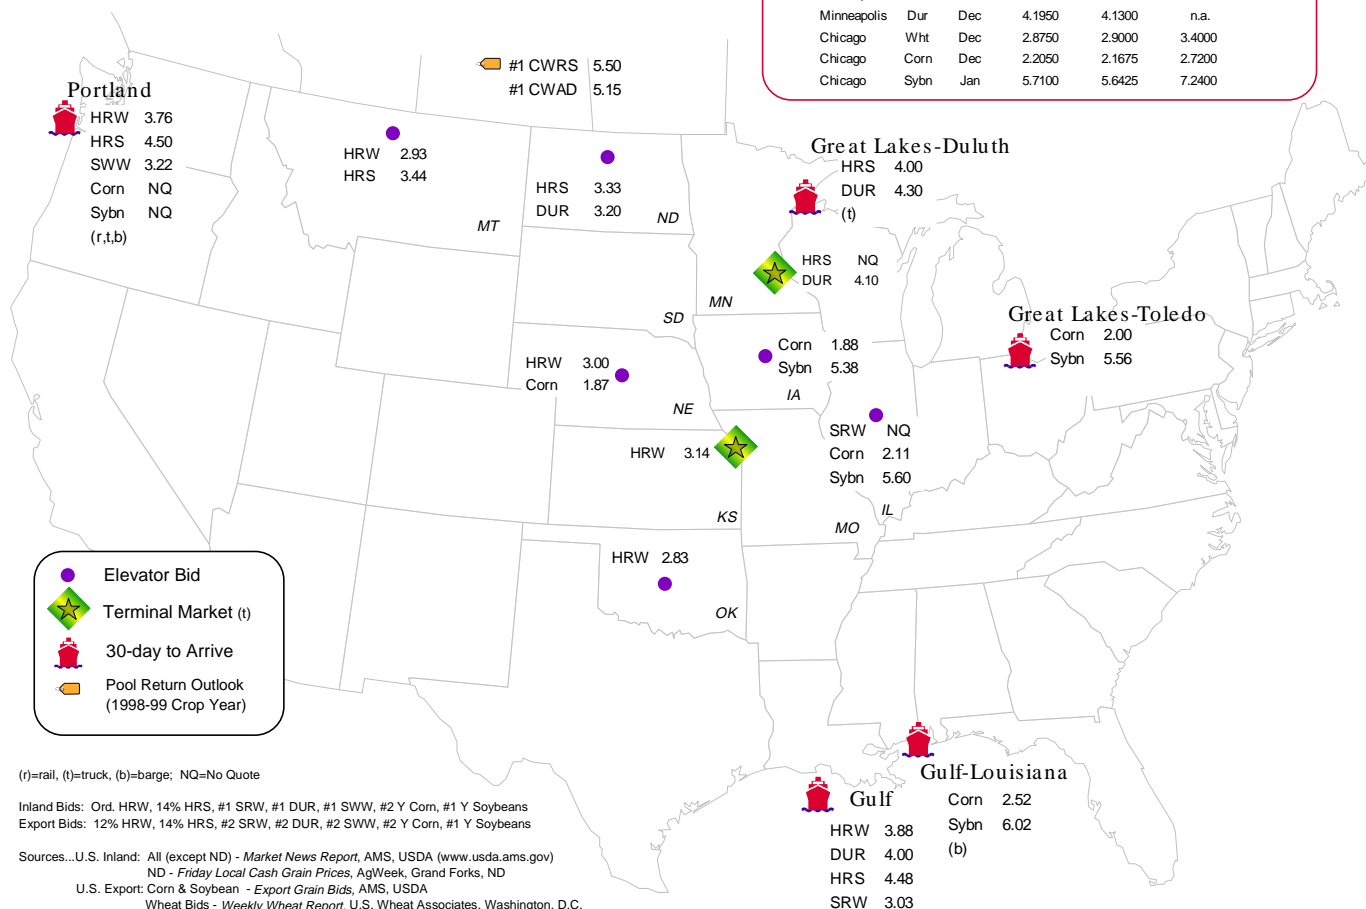 Minneapolis Dur Dec 4.1950 4.1300 n.a.
Chicago Wht Dec 2.8750 2.9000 3.4000
Chicago Corn Dec 2.2050 2.1675 2.7200
Chicago Sybn Jan 5.7100 5.6425 7.2400
#1 CWRS 5.50
#1 CWAD 5.15
Portland
HRW 3.76
HRS 4.50
SWW 3.22
Corn NQ
Sybn NQ
(r,t,b)
HRW 2.93
HRS 3.44
MT
HRS 3.33
DUR 3.20
ND
Great Lakes-Duluth
HRS 4.00
DUR 4.30
(t)
HRS NQ
DUR 4.10
MN
SD
Great Lakes-Toledo
Corn 2.00
Sybn 5.56
HRW 3.00
Corn 1.87
NE
Corn 1.88
Sybn 5.38
IA
SRW NQ
Corn 2.11
Sybn 5.60
IL
HRW 3.14
KS
MO
HRW 2.83
OK
Elevator Bid
Terminal Market (t)
30-day to Arrive
Pool Return Outlook
(1998-99 Crop Year)
Gulf-Louisiana
Corn 2.52
Sybn 6.02
(b)
Gulf
HRW 3.88
DUR 4.00
HRS 4.48
SRW 3.03
(r)=rail, (t)=truck, (b)=barge; NQ=No Quote
Inland Bids: Ord. HRW, 14% HRS, #1 SRW, #1 DUR, #1 SWW, #2 Y Corn, #1 Y Soybeans
Export Bids: 12% HRW, 14% HRS, #2 SRW, #2 DUR, #2 SWW, #2 Y Corn, #1 Y Soybeans
Sources...U.S. Inland: All (except ND) - Market News Report, AMS, USDA (www.usda.ams.gov)
ND - Friday Local Cash Grain Prices, AgWeek, Grand Forks, ND
U.S. Export: Corn & Soybean - Export Grain Bids, AMS, USDA
Wheat Bids - Weekly Wheat Report, U.S. Wheat Associates, Washington, D.C.